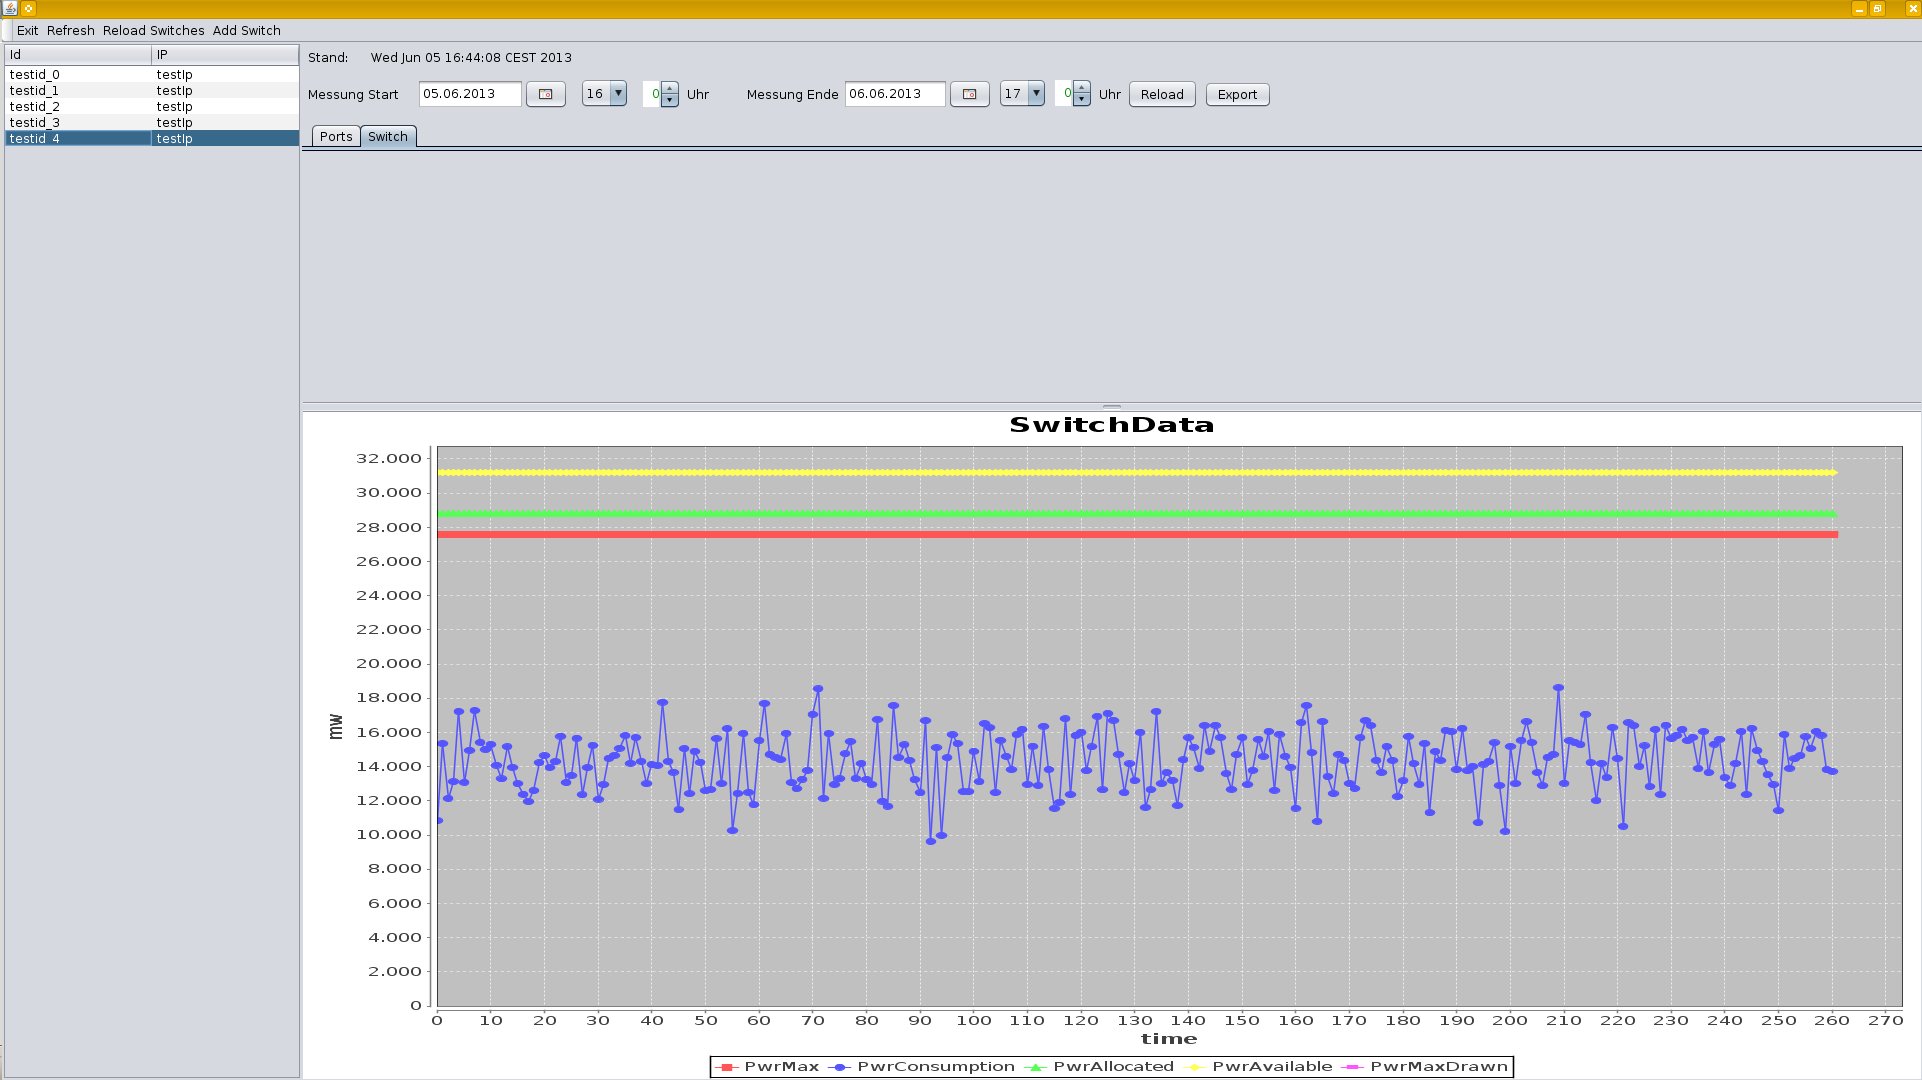 Exit Refresh Reload Switches Add Switch
Id IP
testid_0 testIp
testid_1 testIp
testid_2 testIp
testid_3 testIp
testid_4 testIp
Stand: Wed Jun 05 16:44:08 CEST 2013
Messung Start 05.06.2013 16 0 Uhr Messung Ende 06.06.2013 17 0 Uhr Reload Export
Ports Switch
SwitchData
32.000
30.000
28.000
26.000
24.000
22.000
20.000
18.000
16.000
14.000
12.000
10.000
8.000
6.000
4.000
2.000
0
mw
0 10 20 30 40 50 60 70 80 90 100 110 120 130 140 150 160 170 180 190 200 210 220 230 240 250 260 270
time
PwrMax PwrConsumption PwrAllocated PwrAvailable PwrMaxDrawn